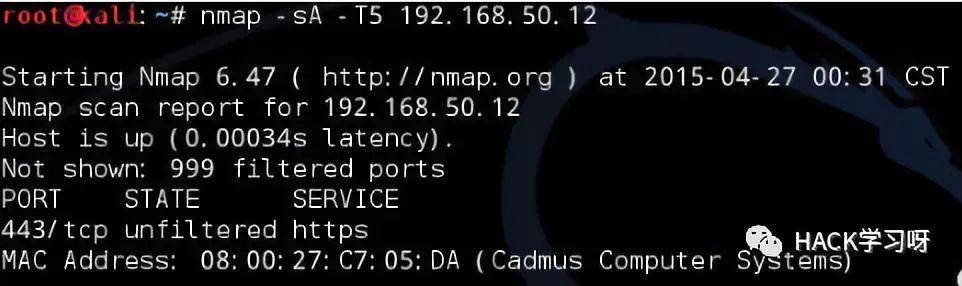 root@kali:~# nmap -sA -T5 192.168.50.12
Starting Nmap 6.47 ( http://nmap.org ) at 2015-04-27 00:31 CST
Nmap scan report for 192.168.50.12
Host is up (0.00034s latency).
Not shown: 999 filtered ports
PORT    STATE      SERVICE
443/tcp unfiltered https
MAC Address: 08:00:27:C7:05:DA (Cadmus Computer Systems)
HACK学习呀